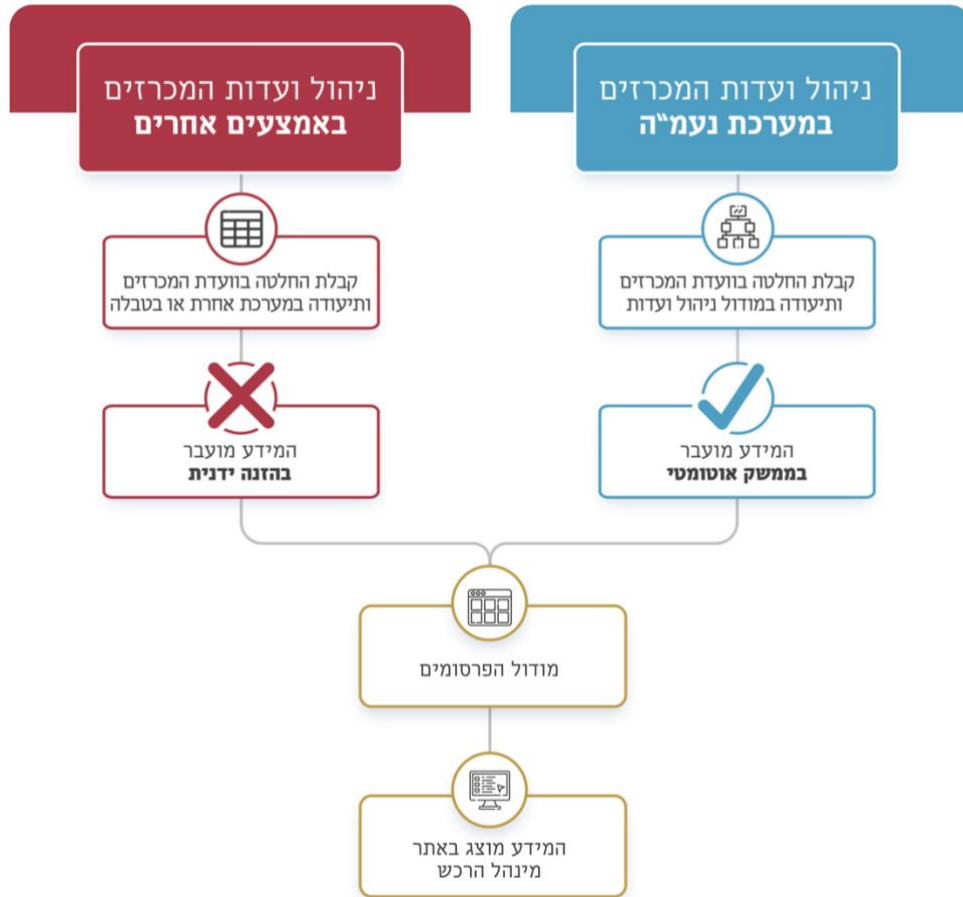 ניהול ועדות המכרזים
במערכת נעמ"ה
קבלת החלטה בוועדת המכרזים
ותיעודה במודול ניהול ועדות
המידע מועבר
בממשק אוטומטי
ניהול ועדות המכרזים
באמצעים אחרים
קבלת החלטה בוועדת המכרזים
ותיעודה במערכת אחרת או בטבלה
המידע מועבר
בהזנה ידנית
מודול הפרסומים
המידע מוצג באתר
מינהל הרכש